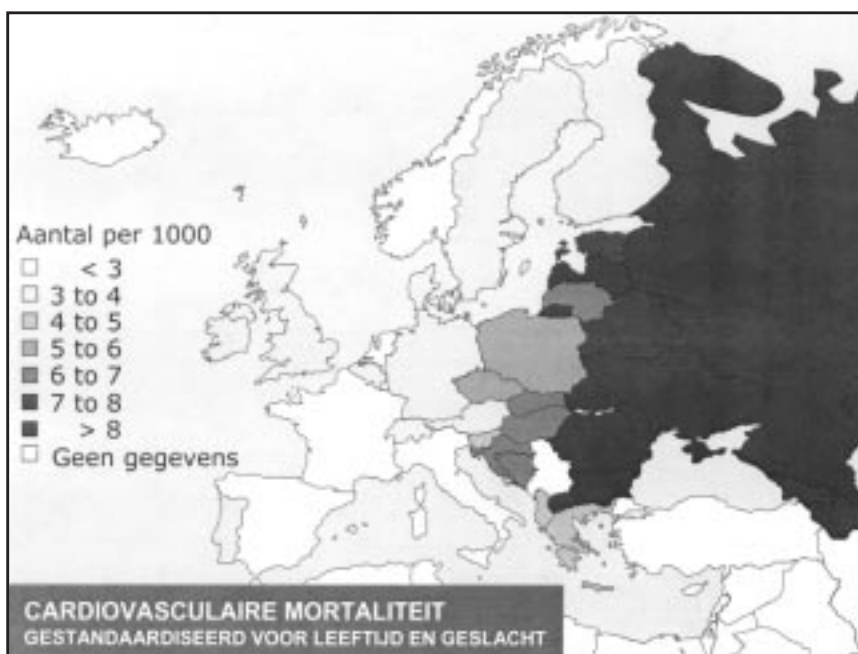 Aantal per 1000
< 3
3 to 4
4 to 5
5 to 6
6 to 7
7 to 8
> 8
Geen gegevens
CARDIOVASCULAIRE MORTALITEIT
GESTANDAARDISEERD VOOR LEEFTIJD EN GESLACHT